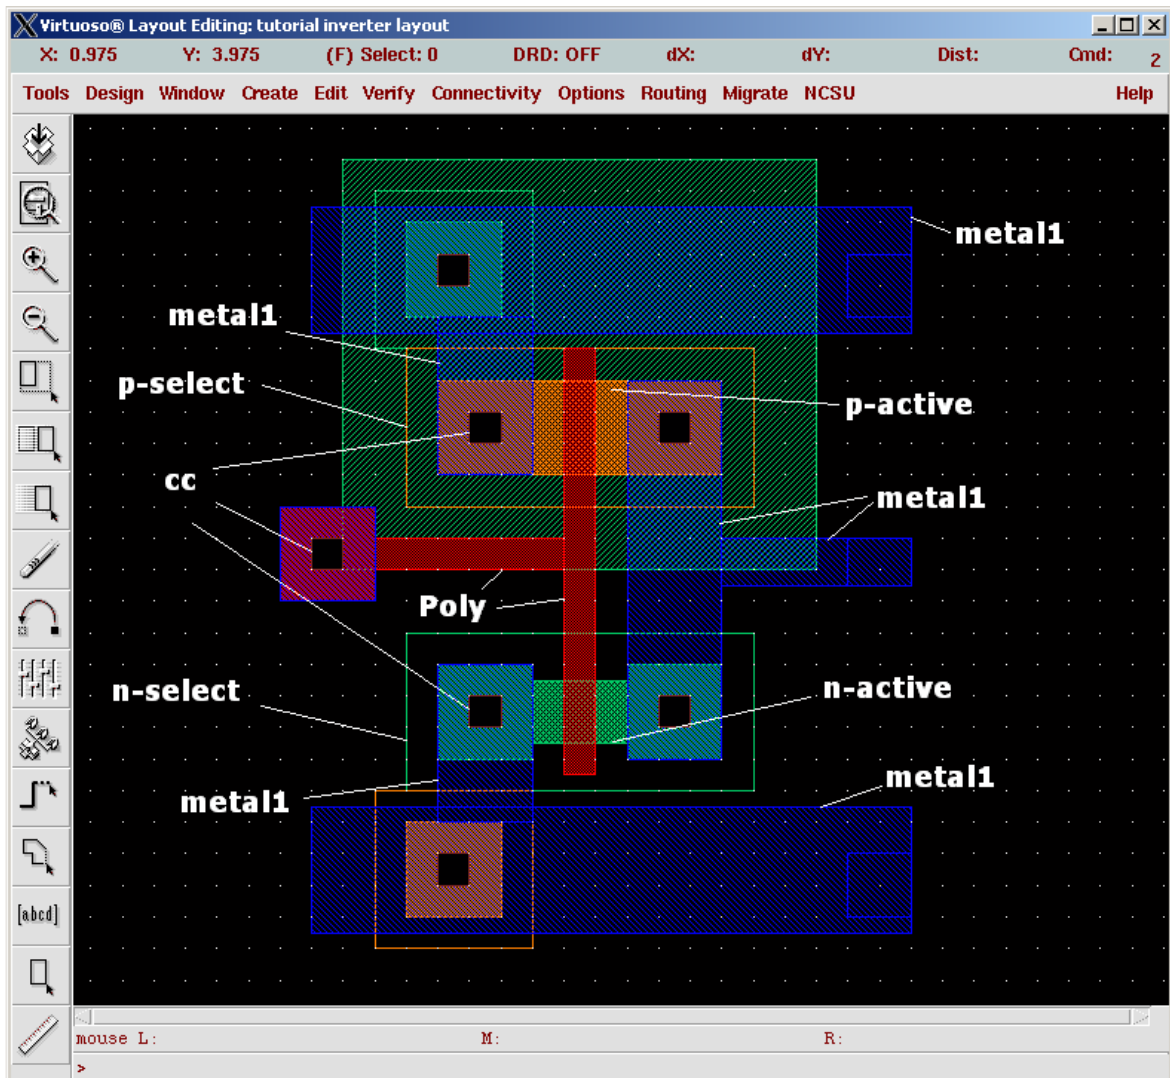 Virtuoso® Layout Editing: tutorial inverter layout
X: 0.975 Y: 3.975 (F) Select: 0 DRD: OFF dX: dY: Dist: Cmd: 2
Tools Design Window Create Edit Verify Connectivity Options Routing Migrate NCSU Help
metal1
metal1
p-select
p-active
cc
metal1
Poly
n-select
n-active
metal1
metal1
[abcd]
mouse L: M: R:
>